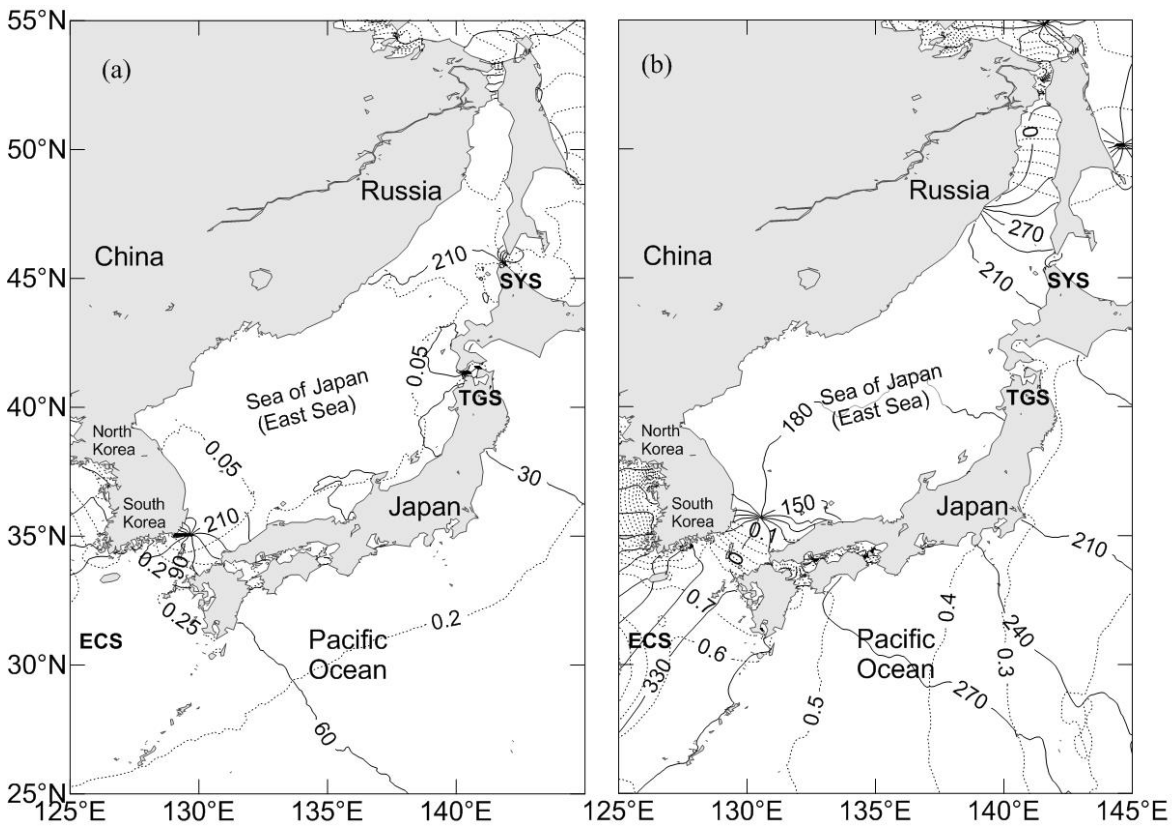 55°N
50°N
45°N
40°N
35°N
30°N
25°N
(a)
Russia
China
210
SYS
0.05
Sea of Japan
(East Sea)
TGS
North
Korea
0.05
30
South
Korea
210
Japan
0.2
90
0.25
ECS
Pacific
Ocean
0.2
60
125°E
130°E
135°E
140°E
(b)
0
Russia
270
China
210
SYS
Sea of Japan
(East Sea)
180
TGS
North
Korea
South
Korea
150
0.1
Japan
0
210
0.7
ECS
0.6
330
Pacific
Ocean
0.4
240
0.3
270
0.5
125°E
130°E
135°E
140°E
145°E